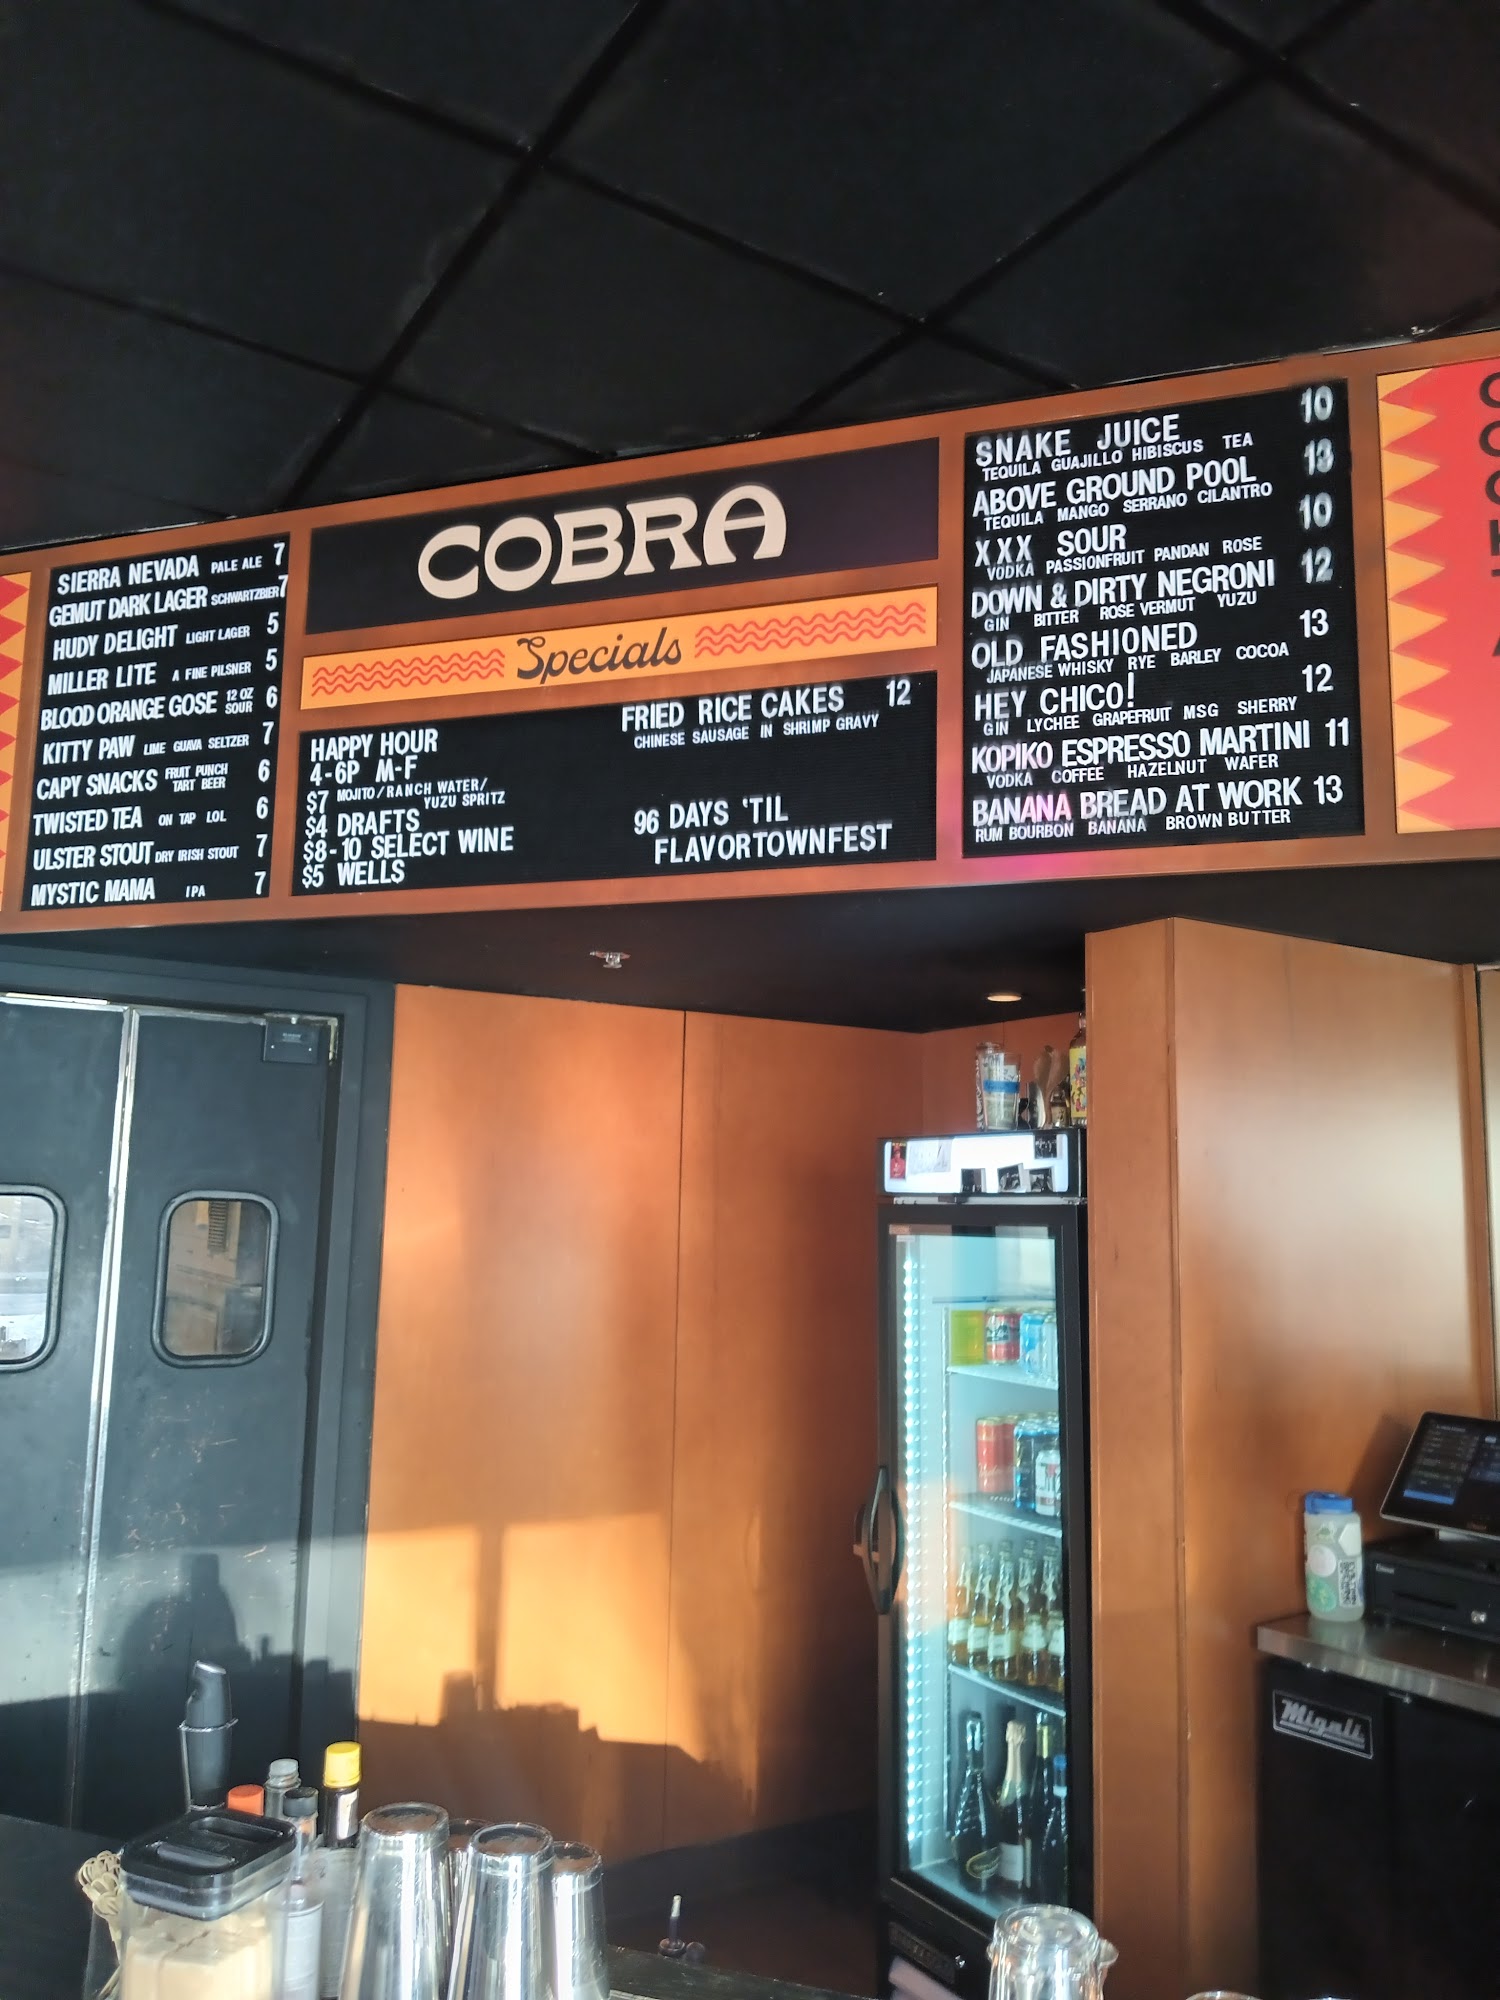 SIERRA NEVADA PALE ALE 7
GEMUT DARK LAGER SCHWARTZBIER 7
HUDY DELIGHT LIGHT LAGER 5
MILLER LITE A FINE PILSNER 5
BLOOD ORANGE GOSE 12 OZ SOUR 6
KITTY PAW LIME GUAVA SELTZER 7
CAPY SNACKS FRUIT PUNCH TART BEER 6
TWISTED TEA ON TAP LOL 6
ULSTER STOUT DRY IRISH STOUT 7
MYSTIC MAMA IPA 7
COBRA
Specials
HAPPY HOUR
4-6P M-F
$7 MOJITO/RANCH WATER/
YUZU SPRITZ
$4 DRAFTS
$8-10 SELECT WINE
$5 WELLS
FRIED RICE CAKES 12
CHINESE SAUSAGE IN SHRIMP GRAVY
96 DAYS 'TIL
FLAVORTOWNFEST
SNAKE JUICE 10
TEQUILA GUAJILLO HIBISCUS TEA
ABOVE GROUND POOL 13
TEQUILA MANGO SERRANO CILANTRO
XXX SOUR 10
VODKA PASSIONFRUIT PANDAN ROSE
DOWN & DIRTY NEGRONI 12
GIN BITTER ROSE VERMUT YUZU
OLD FASHIONED 13
JAPANESE WHISKY RYE BARLEY COCOA
HEY CHICO! 12
GIN LYCHEE GRAPEFRUIT MSG SHERRY
KOPIKO ESPRESSO MARTINI 11
VODKA COFFEE HAZELNUT WAFER
BANANA BREAD AT WORK 13
RUM BOURBON BANANA BROWN BUTTER
Migali